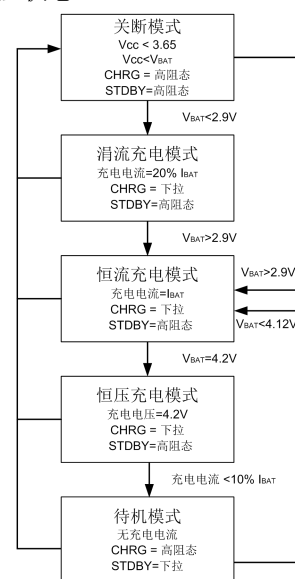 关断模式
Vcc < 3.65
Vcc<VBAT
CHRG = 高阻态
STDBY=高阻态
VBAT<2.9V
涓流充电模式
充电电流=20% IBAT
CHRG = 下拉
STDBY=高阻态
VBAT>2.9V
恒流充电模式
充电电流=IBAT
CHRG = 下拉
STDBY=高阻态
VBAT>2.9V
VBAT<4.12V
VBAT=4.2V
恒压充电模式
充电电压=4.2V
CHRG = 下拉
STDBY=高阻态
充电电流 <10% IBAT
待机模式
无充电电流
CHRG = 高阻态
STDBY=下拉